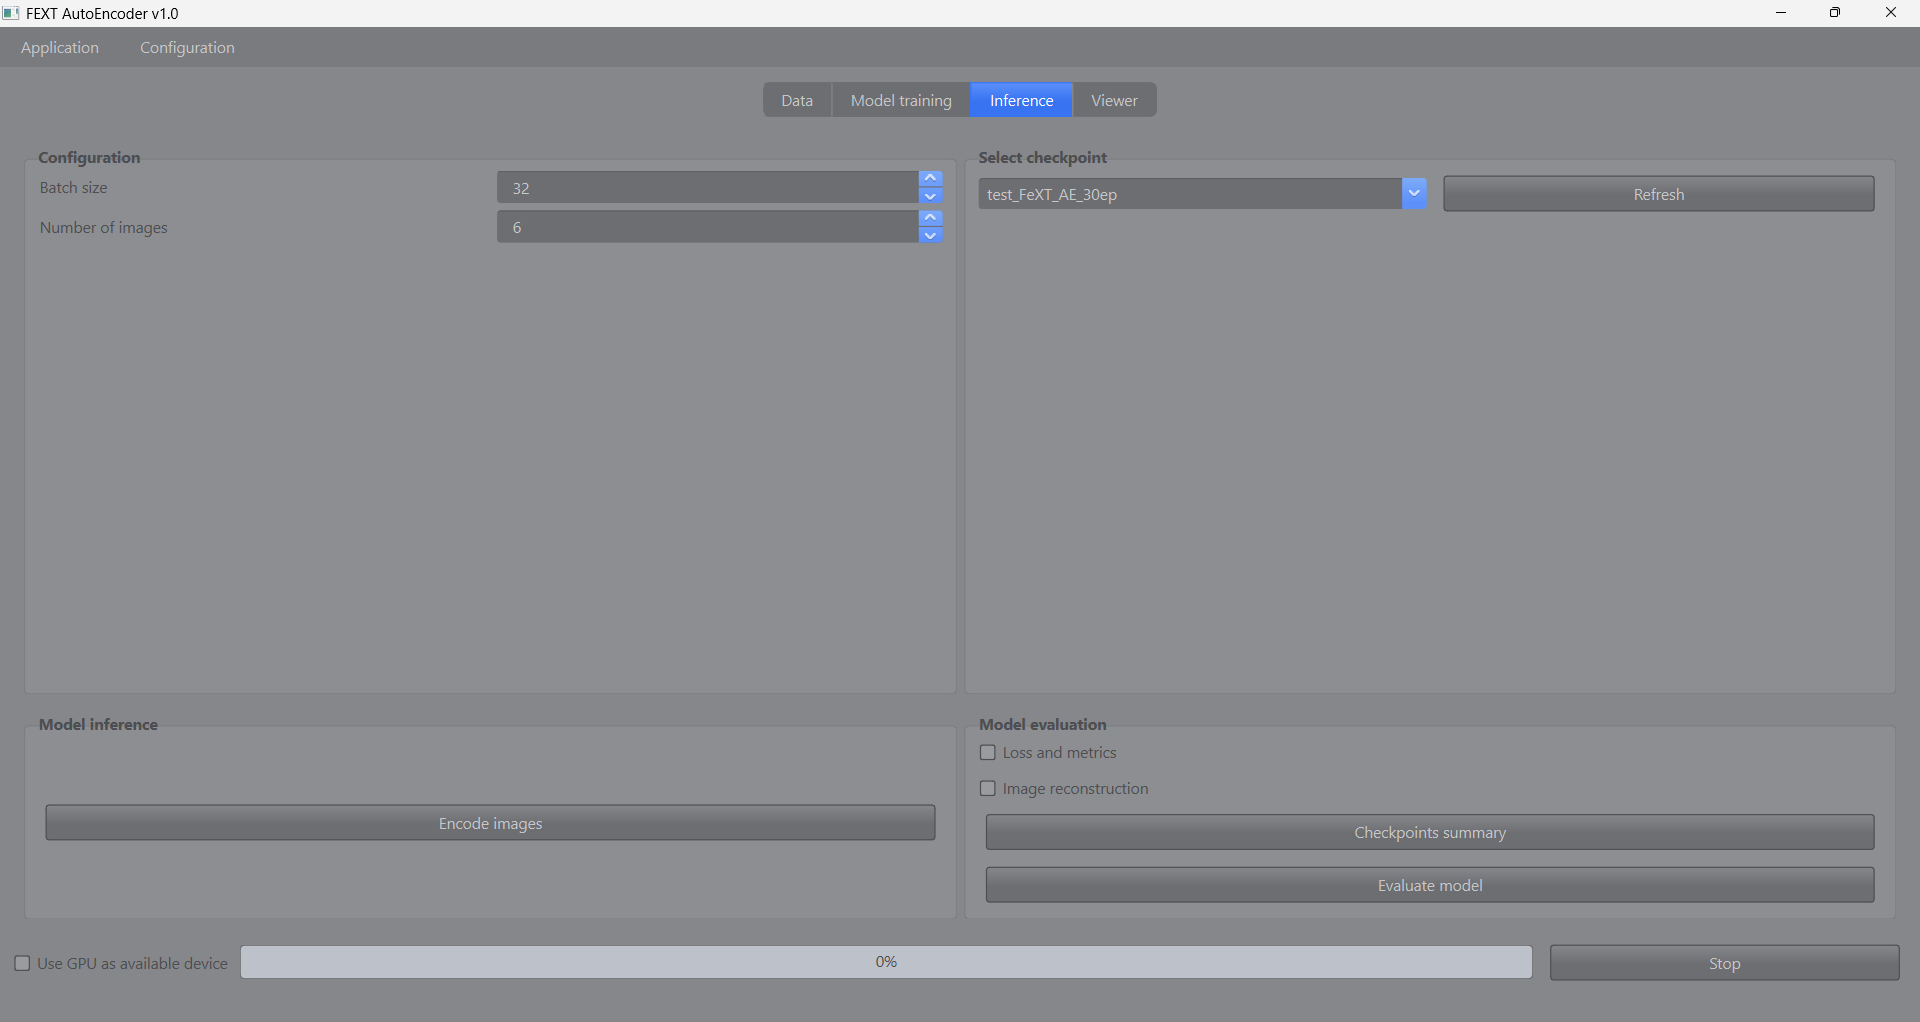 FEXT AutoEncoder v1.0
Application Configuration
Data Model training Inference Viewer
Configuration
Batch size 32
Number of images 6
Select checkpoint
test_FeXT_AE_30ep Refresh
Model inference
Encode images
Model evaluation
Loss and metrics
Image reconstruction
Checkpoints summary
Evaluate model
Use GPU as available device 0% Stop